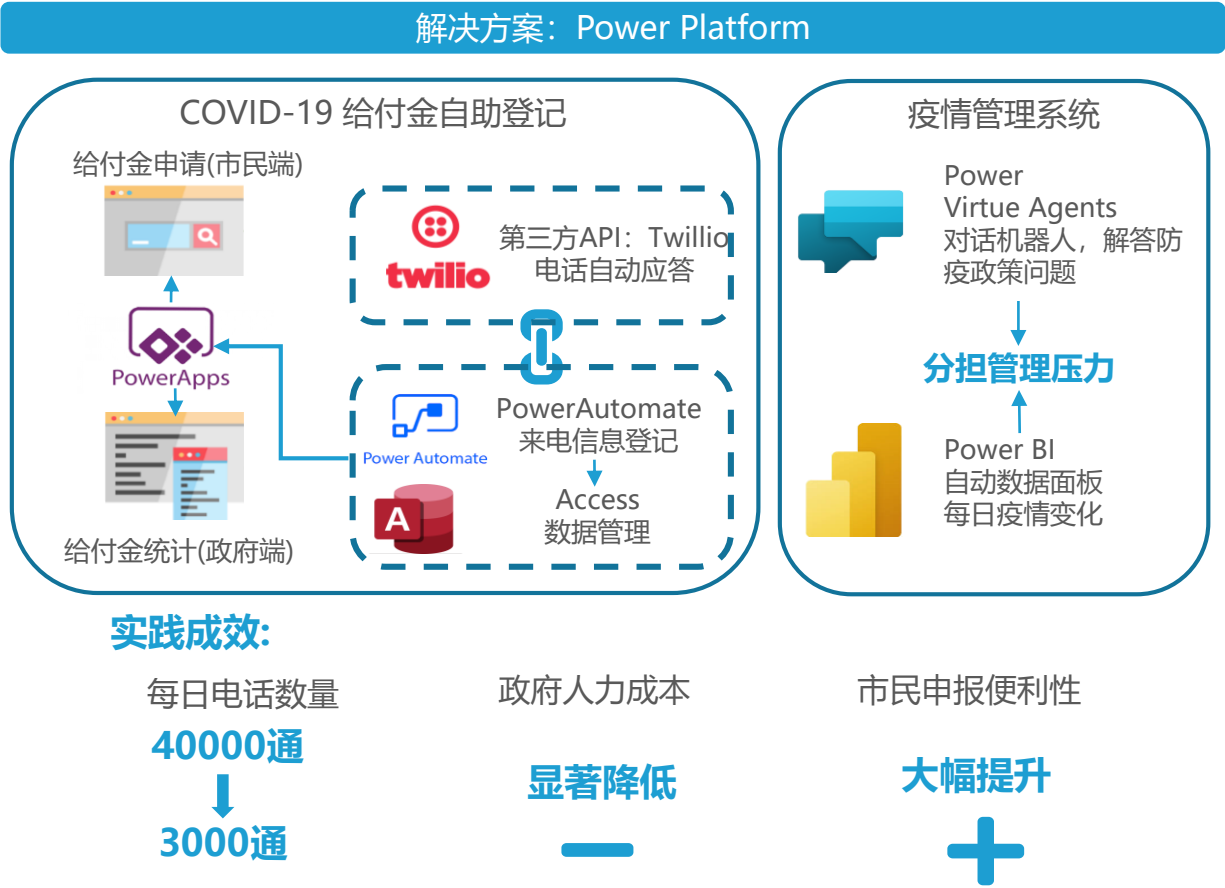 解决方案：Power Platform
COVID-19 给付金自助登记
给付金申请(市民端)
PowerApps
给付金统计(政府端)
twilio
第三方API：Twillio
电话自动应答
Power Automate
PowerAutomate
来电信息登记
A
Access
数据管理
疫情管理系统
Power
Virtue Agents
对话机器人，解答防
疫政策问题
分担管理压力
Power BI
自动数据面板
每日疫情变化
实践成效:
每日电话数量
40000通
3000通
政府人力成本
显著降低
市民申报便利性
大幅提升